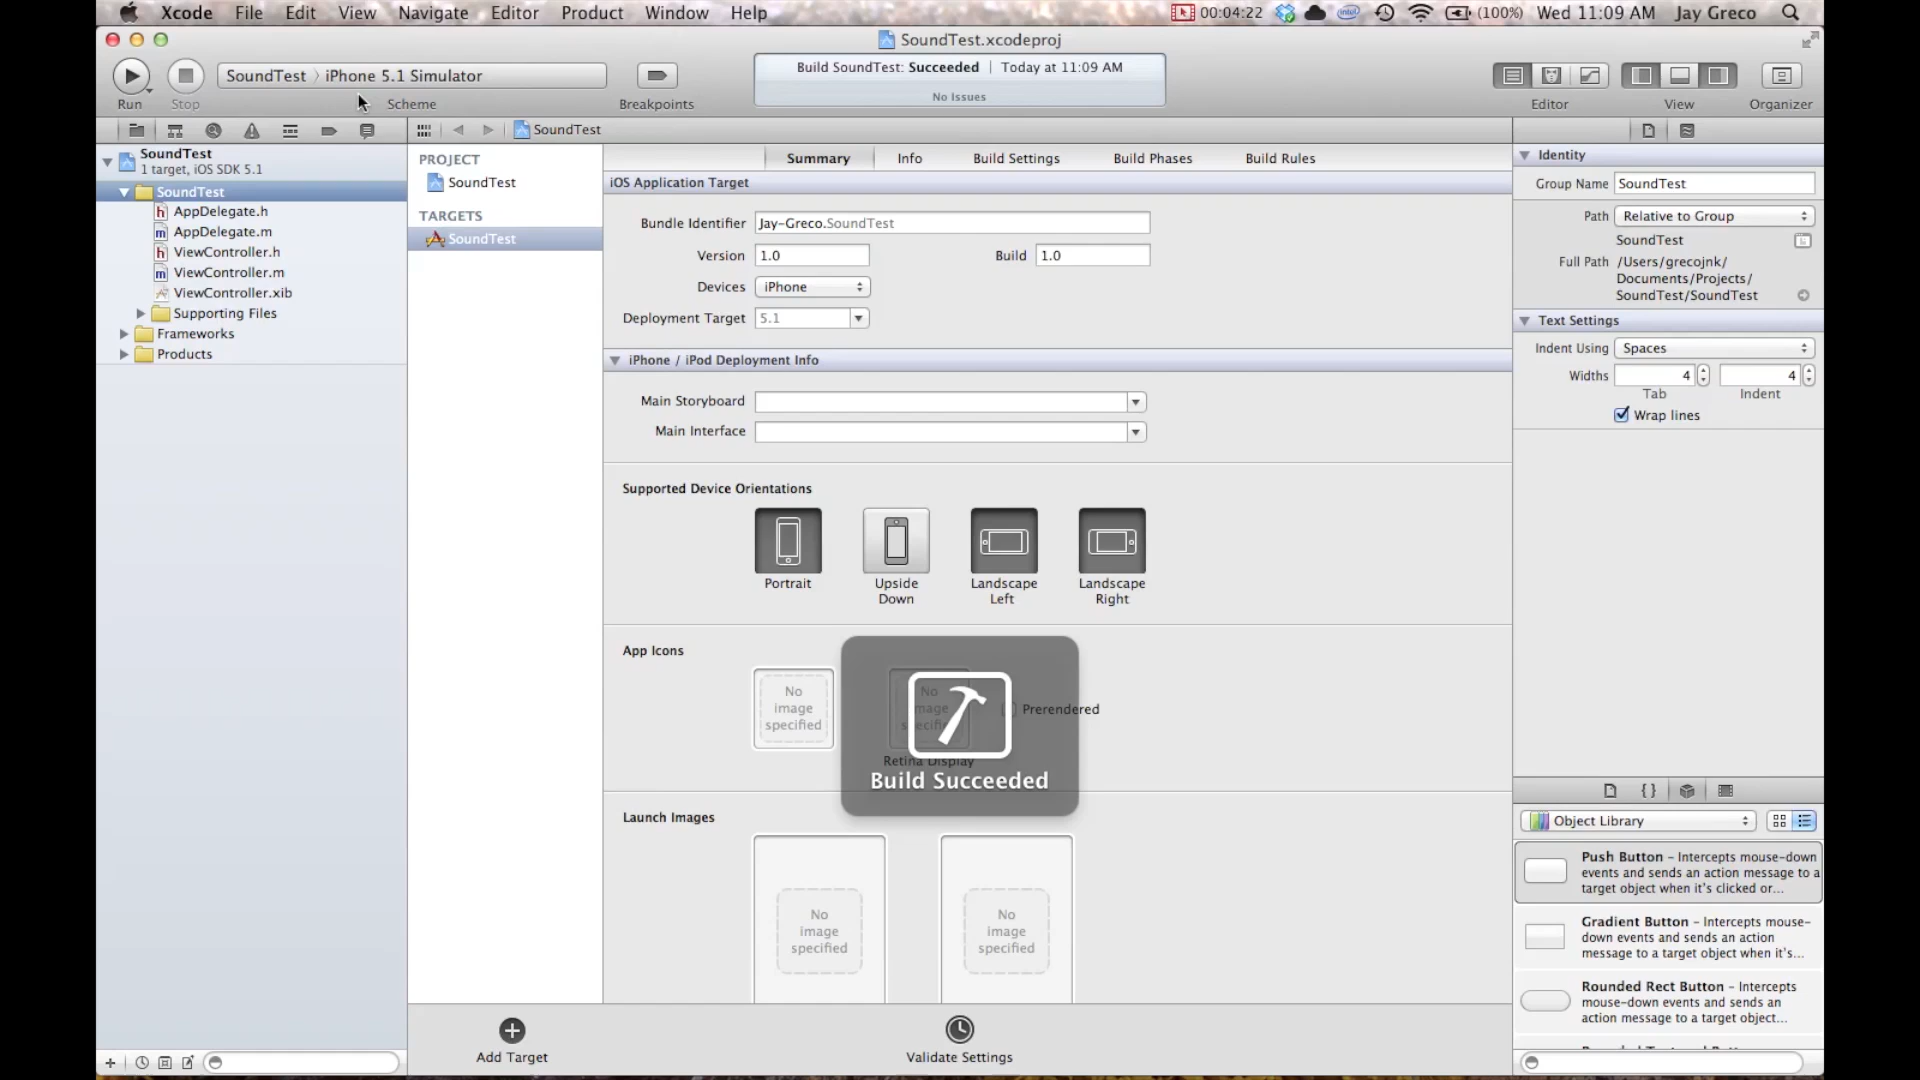 Xcode File Edit View Navigate Editor Product Window Help 00:04:22 (100%) Wed 11:09 AM Jay Greco
SoundTest.xcodeproj
SoundTest 〉 iPhone 5.1 Simulator
Build SoundTest: Succeeded | Today at 11:09 AM
No Issues
Run Stop Scheme Breakpoints Editor View Organizer
SoundTest
SoundTest
1 target, iOS SDK 5.1
SoundTest
AppDelegate.h
AppDelegate.m
ViewController.h
ViewController.m
ViewController.xib
Supporting Files
Frameworks
Products
PROJECT
SoundTest
TARGETS
SoundTest
Summary Info Build Settings Build Phases Build Rules
iOS Application Target
Bundle Identifier Jay-Greco.SoundTest
Version 1.0 Build 1.0
Devices iPhone
Deployment Target 5.1
iPhone / iPod Deployment Info
Main Storyboard
Main Interface
Supported Device Orientations
Portrait
Upside
Down
Landscape
Left
Landscape
Right
App Icons
No
image
specified
No
image
Prerendered
Retina Display
Build Succeeded
Launch Images
No
image
specified
No
image
specified
Add Target
Validate Settings
Identity
Group Name SoundTest
Path Relative to Group
SoundTest
Full Path /Users/grecojnk/
Documents/Projects/
SoundTest/SoundTest
Text Settings
Indent Using Spaces
Widths 4 4
Tab Indent
Wrap lines
{ }
Object Library
Push Button – Intercepts mouse-down
events and sends an action message to a
target object when it's clicked or...
Gradient Button – Intercepts mouse-
down events and sends an action
message to a target object when it's...
Rounded Rect Button – Intercepts
mouse-down events and sends an
action message to a target object...